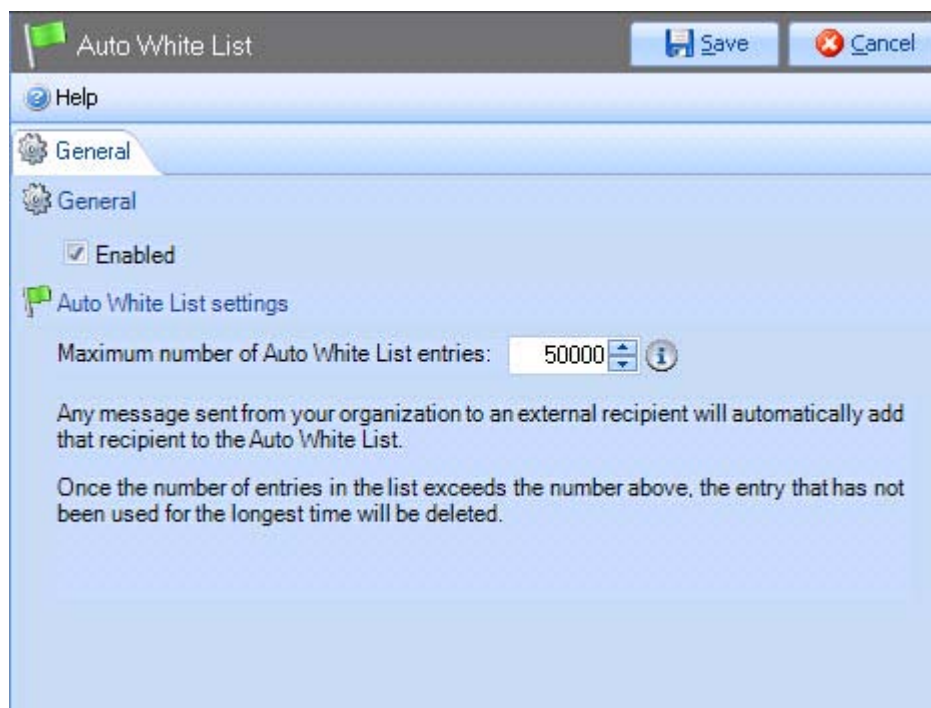 Auto White List
Save
Cancel
Help
General
General
Enabled
Auto White List settings
Maximum number of Auto White List entries: 50000
Any message sent from your organization to an external recipient will automatically add
that recipient to the Auto White List.
Once the number of entries in the list exceeds the number above, the entry that has not
been used for the longest time will be deleted.